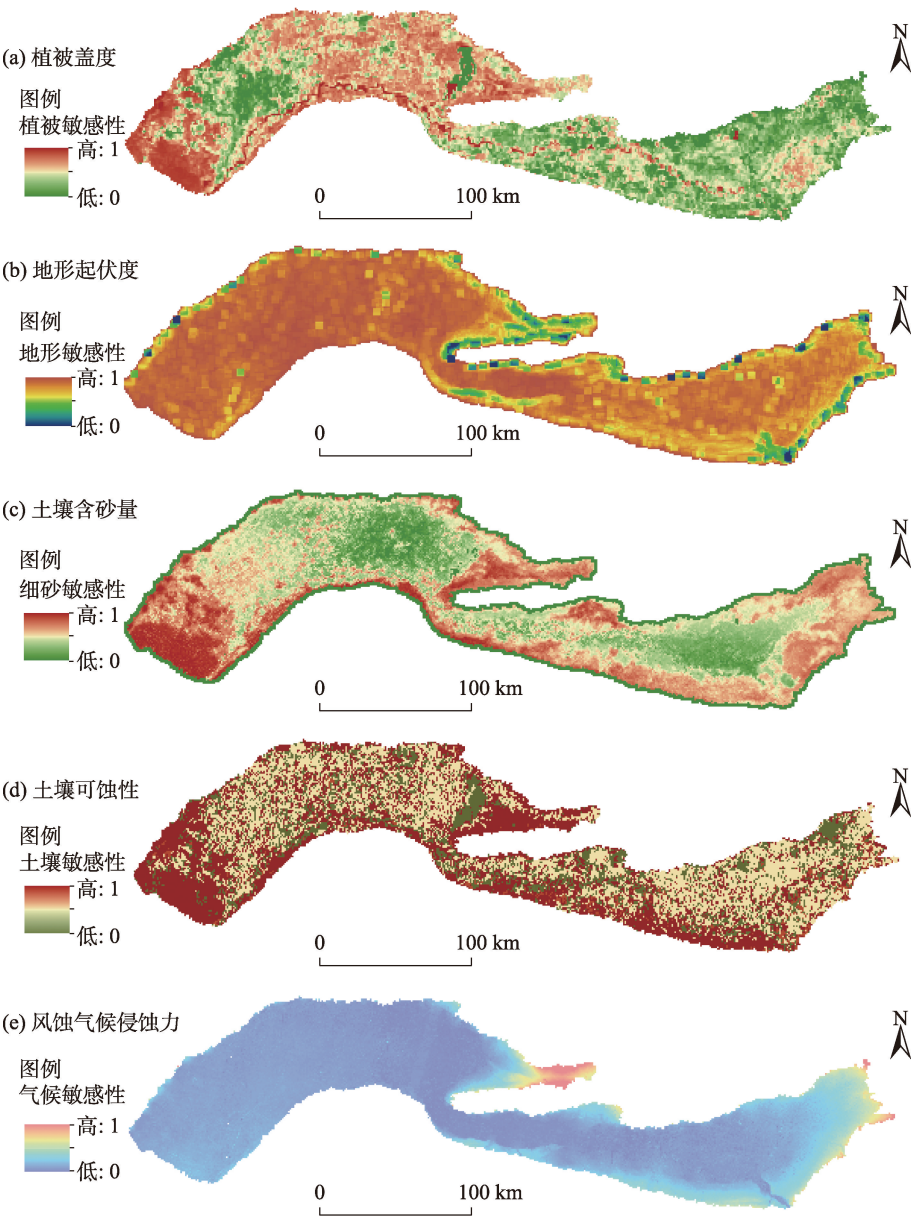 (a) 植被盖度
N
图例
植被敏感性
高: 1
低: 0
0 100 km
(b) 地形起伏度
N
图例
地形敏感性
高: 1
低: 0
0 100 km
(c) 土壤含砂量
N
图例
细砂敏感性
高: 1
低: 0
0 100 km
(d) 土壤可蚀性
N
图例
土壤敏感性
高: 1
低: 0
0 100 km
(e) 风蚀气候侵蚀力
N
图例
气候敏感性
高: 1
低: 0
0 100 km